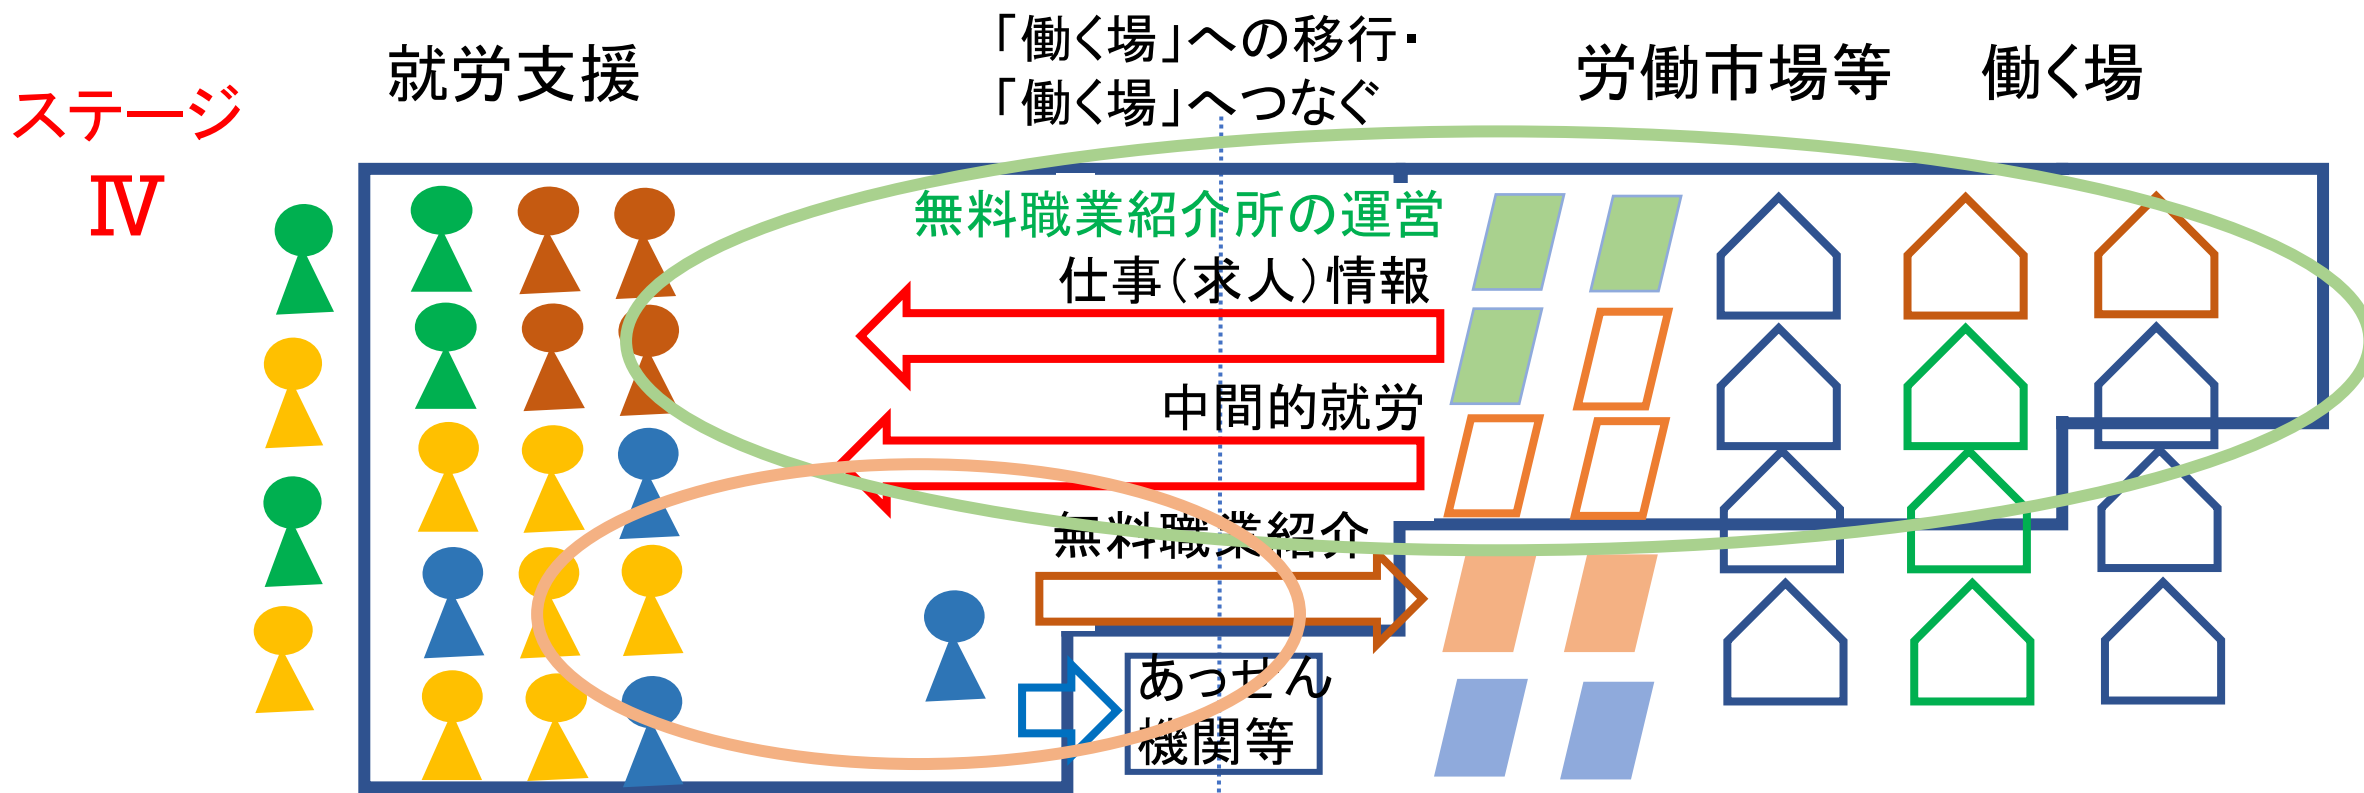 ステージ
Ⅳ
就労支援
「働く場」への移行・
「働く場」へつなぐ
労働市場等
働く場
無料職業紹介所の運営
仕事（求人）情報
中間的就労
無料職業紹介
あっせん
機関等